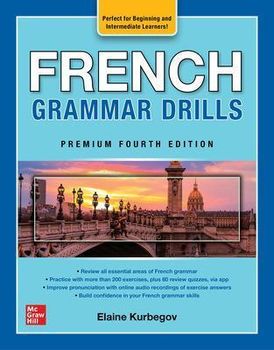 Perfect for Beginning and
Intermediate Learners!
FRENCH
GRAMMAR DRILLS
PREMIUM FOURTH EDITION
• Review all essential areas of French grammar
• Practice with more than 200 exercises, plus 60 review quizzes, via app
• Improve pronunciation with online audio recordings of exercise answers
• Build confidence in your French grammar skills
Mc
Graw
Hill
Elaine Kurbegov